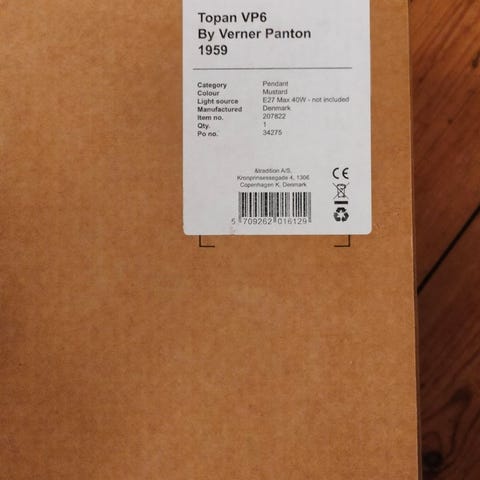 Topan VP6
By Verner Panton
1959
Category Pendant
Colour Mustard
Light source E27 Max 40W - not included
Manufactured Denmark
Item no. 207822
Qty. 1
Po no. 34275
&tradition A/S,
Kronprinsessegade 4, 1306
Copenhagen K, Denmark
CE
5 709262 016129